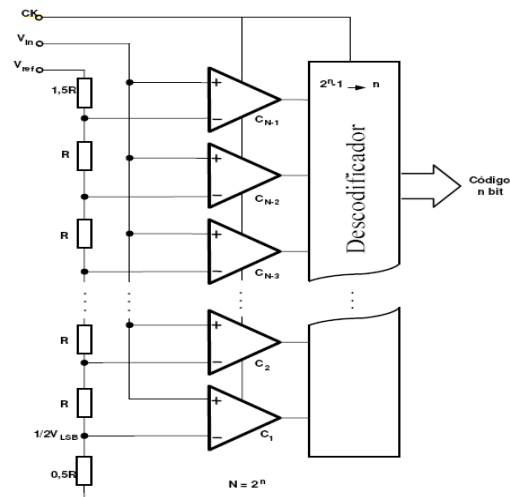 CK
Vin
Vref
1,5R
R
R
R
R
1/2VLSB
0,5R
+
−
CN-1
+
−
CN-2
+
−
CN-3
+
−
C2
+
−
C1
2n-1 → n
Descodificador
Código
n bit
N = 2n